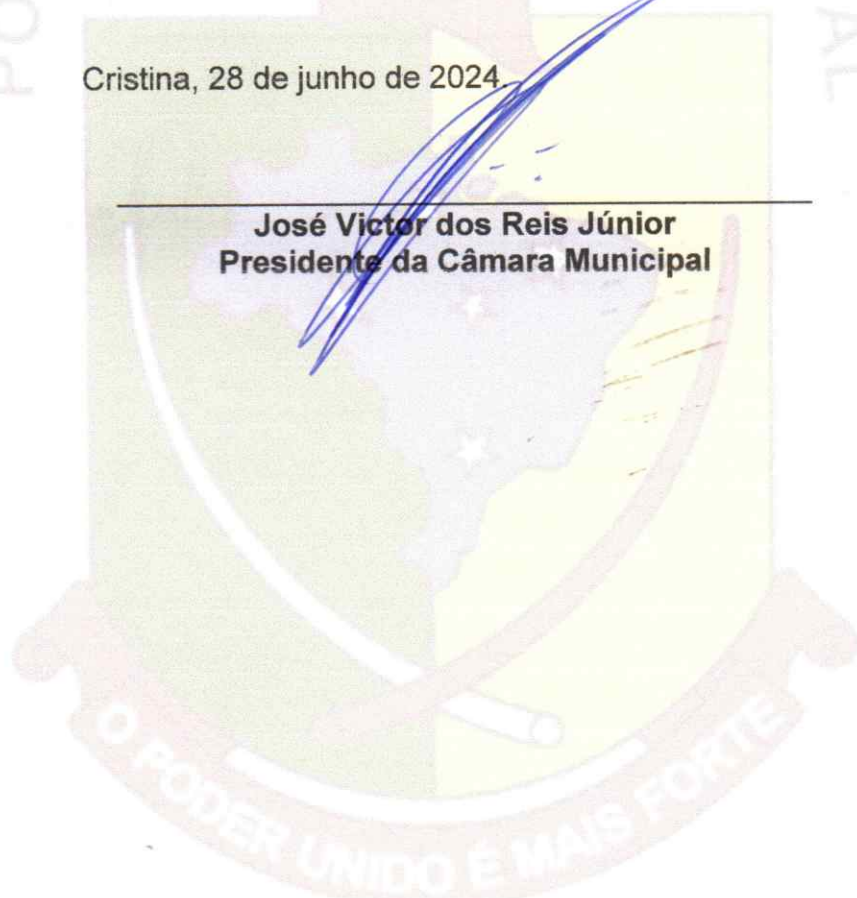 Cristina, 28 de junho de 2024.
José Victor dos Reis Júnior
Presidente da Câmara Municipal
O PODER UNIDO É MAIS FORTE